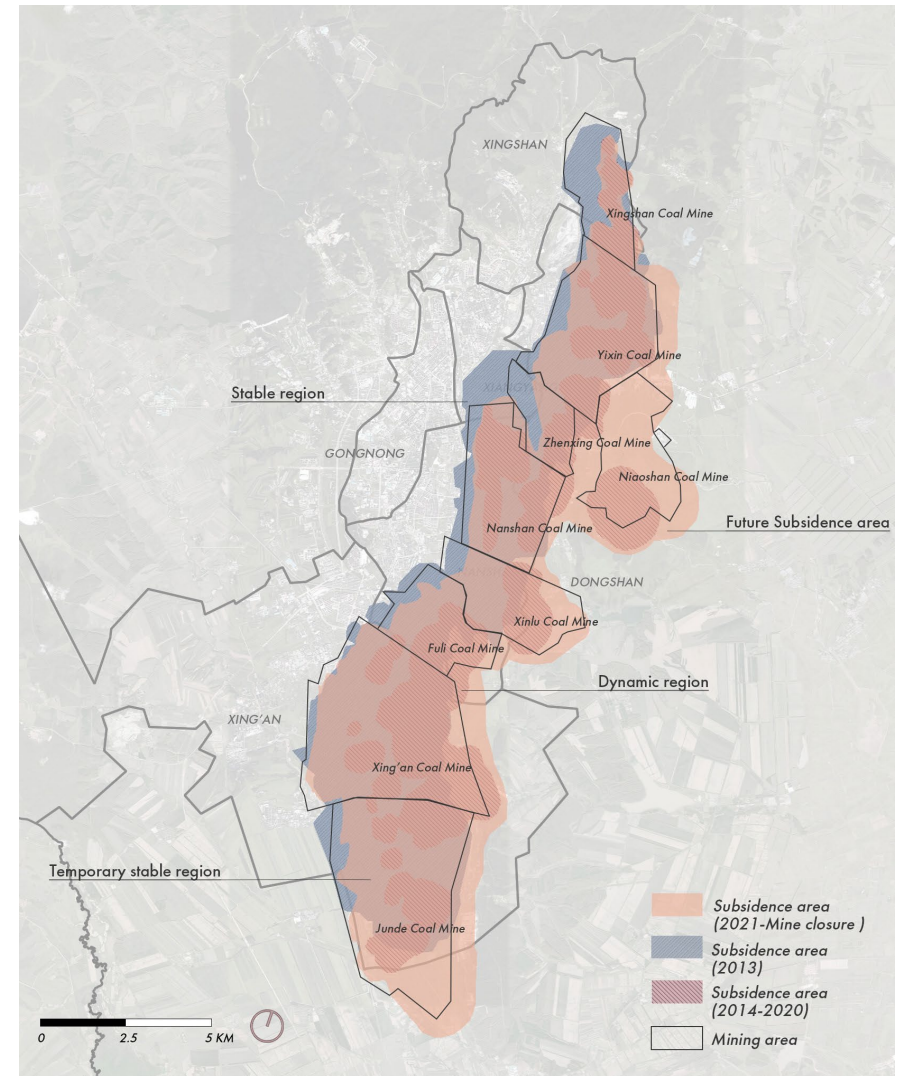 XINGSHAN
Xingshan Coal Mine
Yixin Coal Mine
Stable region
GONGNONG
Zhenxing Coal Mine
Niaoshan Coal Mine
Nanshan Coal Mine
Future Subsidence area
DONGSHAN
Xinlu Coal Mine
Fuli Coal Mine
Dynamic region
XING'AN
Xing'an Coal Mine
Temporary stable region
Junde Coal Mine
Subsidence area
(2021-Mine closure )
Subsidence area
(2013)
Subsidence area
(2014-2020)
Mining area
0 2.5 5 KM